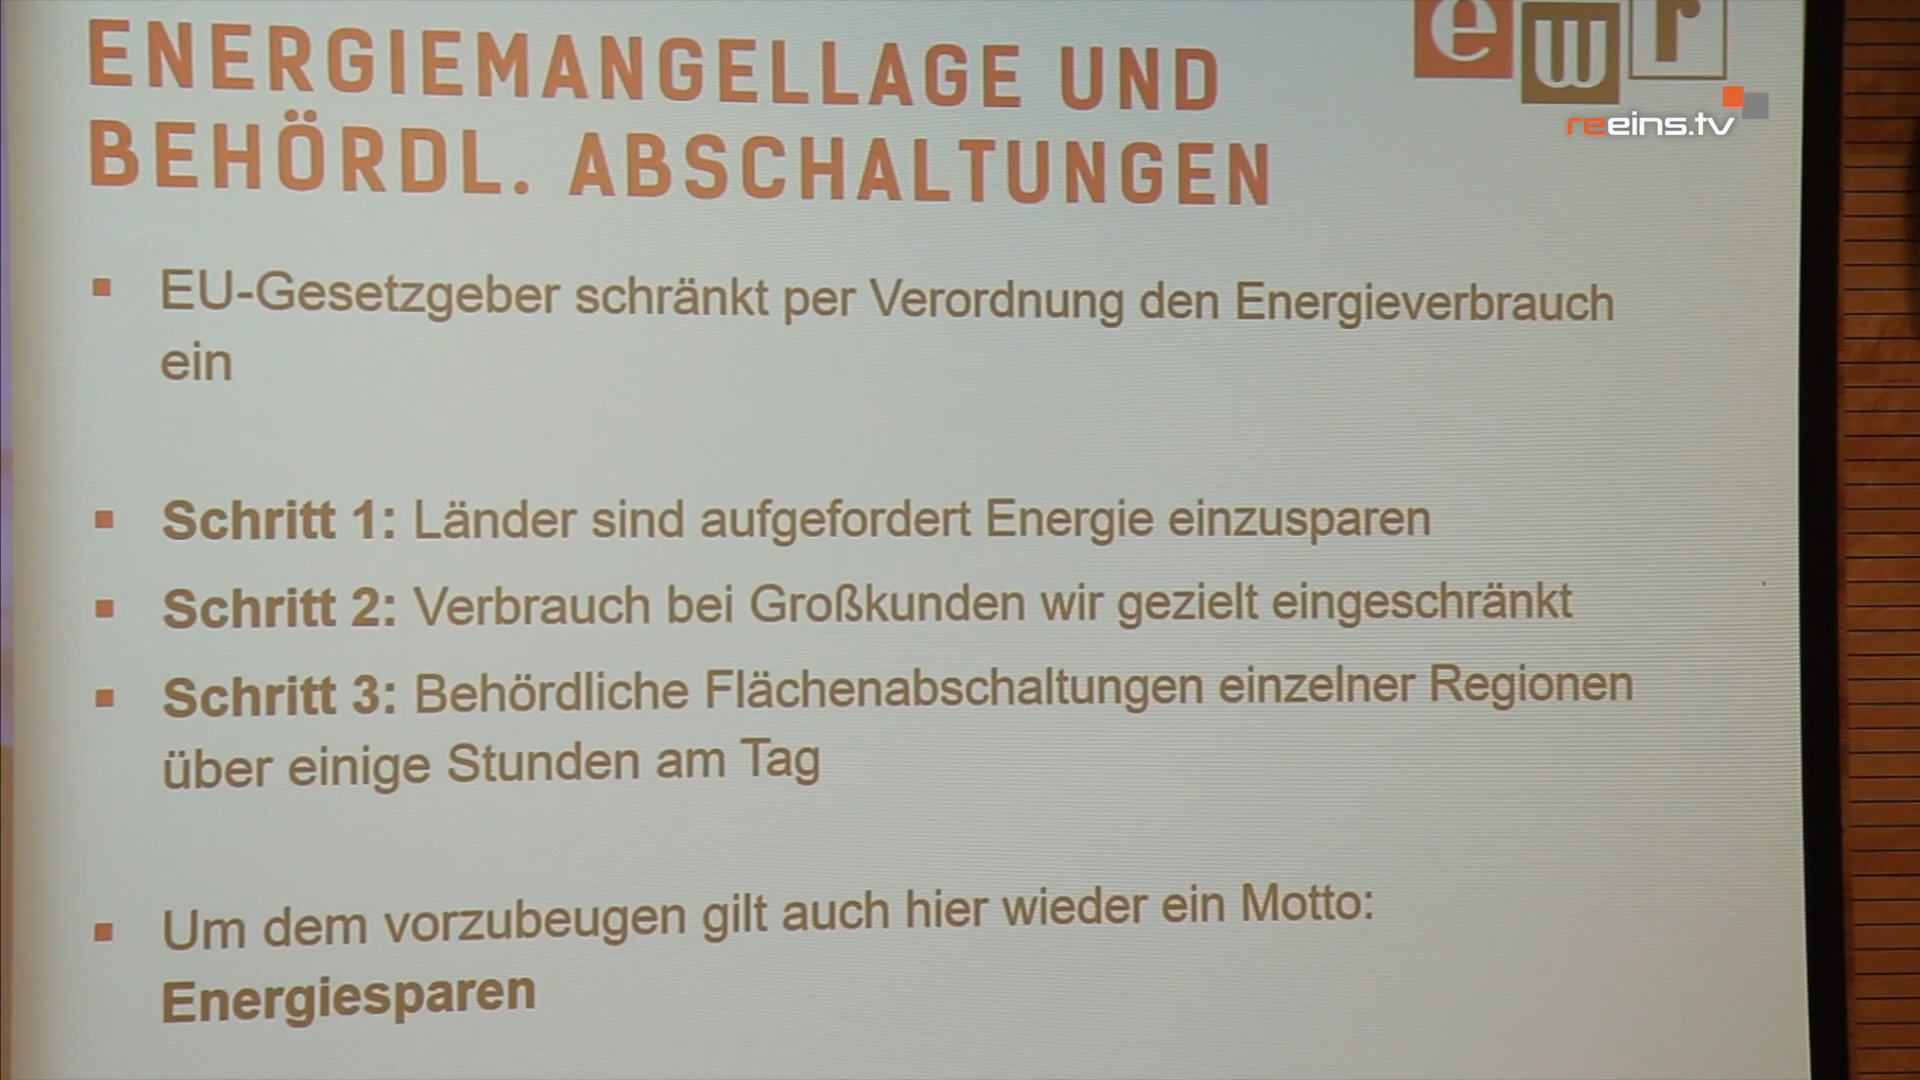 ENERGIEMANGELLAGE UND
BEHÖRDL. ABSCHALTUNGEN
ewr
reeins.tv
EU-Gesetzgeber schränkt per Verordnung den Energieverbrauch
ein
Schritt 1: Länder sind aufgefordert Energie einzusparen
Schritt 2: Verbrauch bei Großkunden wir gezielt eingeschränkt
Schritt 3: Behördliche Flächenabschaltungen einzelner Regionen
über einige Stunden am Tag
Um dem vorzubeugen gilt auch hier wieder ein Motto:
Energiesparen